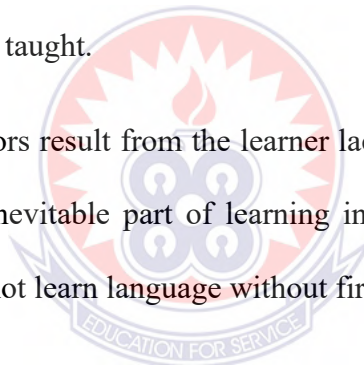 taught.
ors result from the learner lac
nevitable part of learning in
not learn language without fir
EDUCATION FOR SERVICE